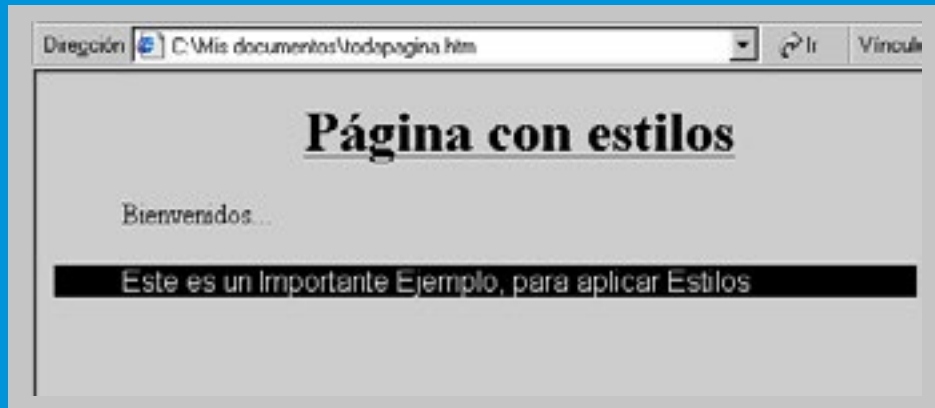 Dirección C:\Mis documentos\todapagina.htm Ir Víncul
Página con estilos
Bienvenidos...
Este es un Importante Ejemplo, para aplicar Estilos